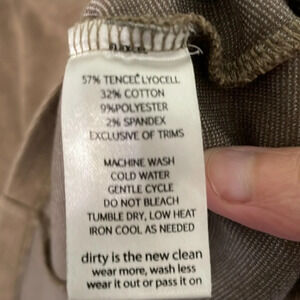 57% TENCEL LYOCELL
32% COTTON
9%POLYESTER
2% SPANDEX
EXCLUSIVE OF TRIMS
MACHINE WASH
COLD WATER
GENTLE CYCLE
DO NOT BLEACH
TUMBLE DRY, LOW HEAT
IRON COOL AS NEEDED
dirty is the new clean
wear more, wash less
wear it out or pass it on